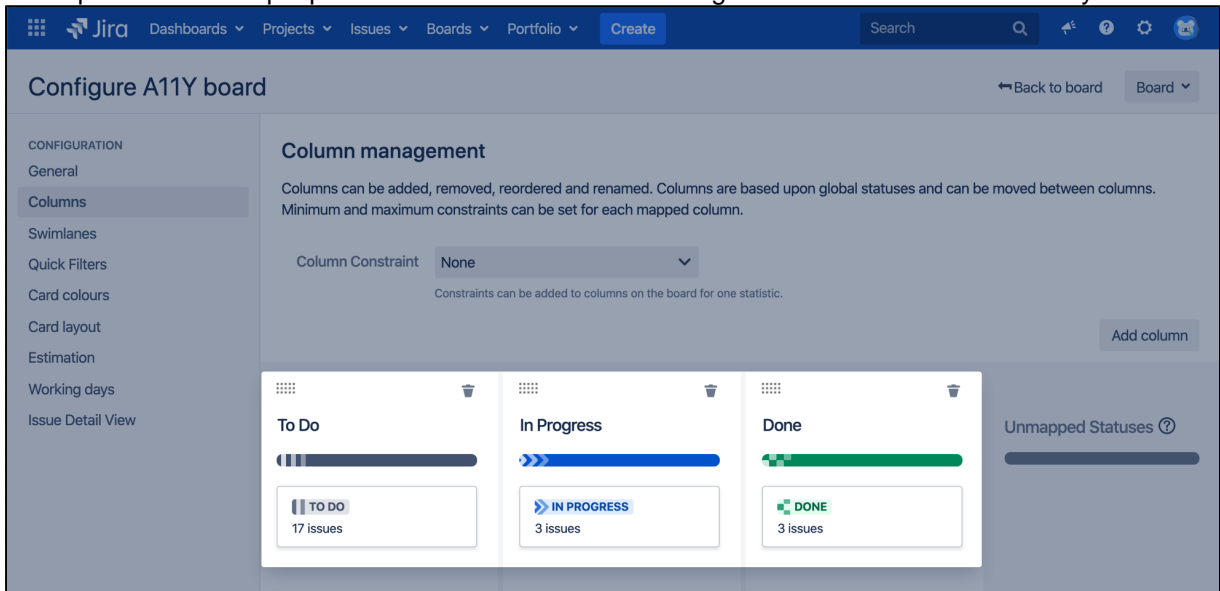 Jira Dashboards Projects Issues Boards Portfolio Create Search
Configure A11Y board
Back to board Board
CONFIGURATION
General
Columns
Swimlanes
Quick Filters
Card colours
Card layout
Estimation
Working days
Issue Detail View
Column management
Columns can be added, removed, reordered and renamed. Columns are based upon global statuses and can be moved between columns.
Minimum and maximum constraints can be set for each mapped column.
Column Constraint None
Constraints can be added to columns on the board for one statistic.
Add column
To Do
TO DO
17 issues
In Progress
IN PROGRESS
3 issues
Done
DONE
3 issues
Unmapped Statuses